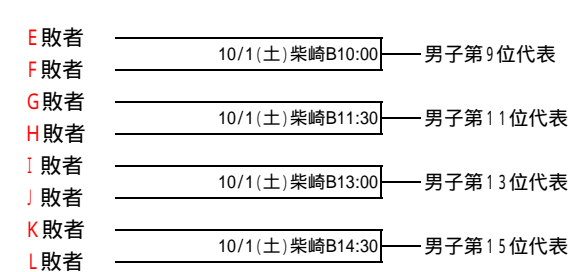 E敗者
10/1(土)柴崎B10:00 男子第9位代表
F敗者
G敗者
10/1(土)柴崎B11:30 男子第11位代表
H敗者
I敗者
10/1(土)柴崎B13:00 男子第13位代表
J敗者
K敗者
10/1(土)柴崎B14:30 男子第15位代表
L敗者